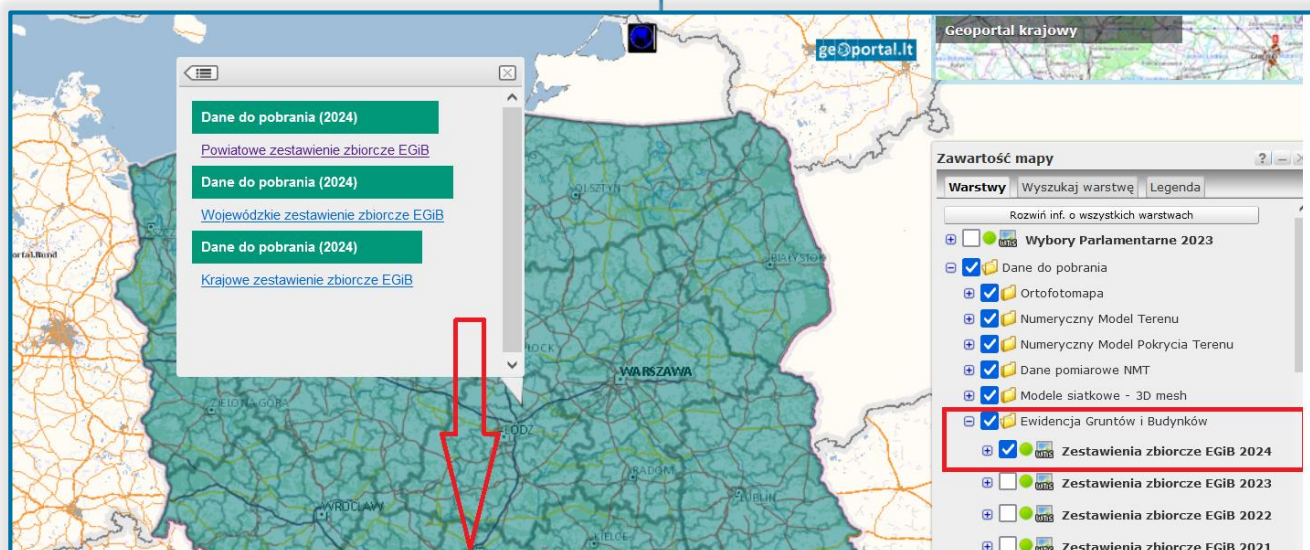 Geoportal krajowy
geoportal.lt
Dane do pobrania (2024)
Powiatowe zestawienie zbiorcze EGiB
Dane do pobrania (2024)
Wojewódzkie zestawienie zbiorcze EGiB
Dane do pobrania (2024)
Krajowe zestawienie zbiorcze EGiB
OLSZTYN
BIAŁYSTOK
WARSZAWA
ZIELONA GÓRA
ŁÓDŹ
RADOM
WROCŁAW
LUBLIN
KIELCE
Zawartość mapy
Warstwy Wyszukaj warstwę Legenda
Rozwiń inf. o wszystkich warstwach
Wybory Parlamentarne 2023
Dane do pobrania
Ortofotomapa
Numeryczny Model Terenu
Numeryczny Model Pokrycia Terenu
Dane pomiarowe NMT
Modele siatkowe - 3D mesh
Ewidencja Gruntów i Budynków
Zestawienia zbiorcze EGiB 2024
Zestawienia zbiorcze EGiB 2023
Zestawienia zbiorcze EGiB 2022
Zestawienia zbiorcze EGiB 2021